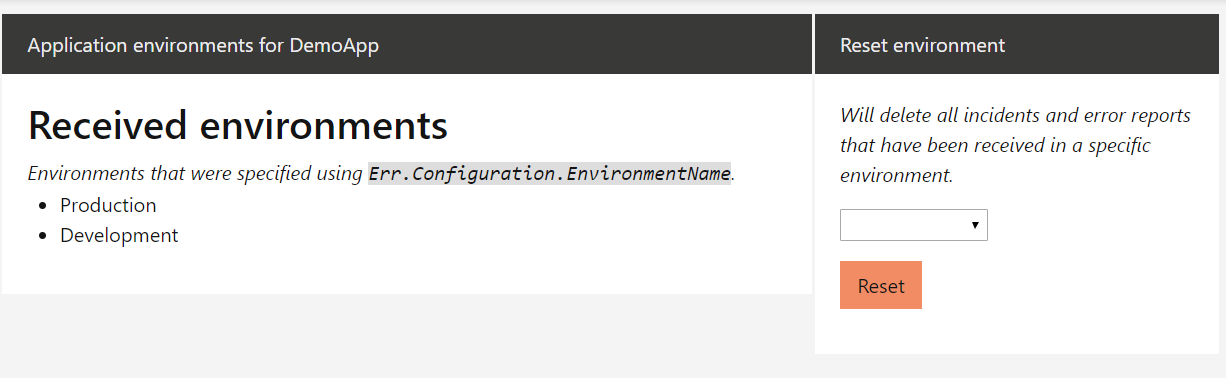 Application environments for DemoApp
Received environments
Environments that were specified using Err.Configuration.EnvironmentName.
Production
Development
Reset environment
Will delete all incidents and error reports
that have been received in a specific
environment.
Reset